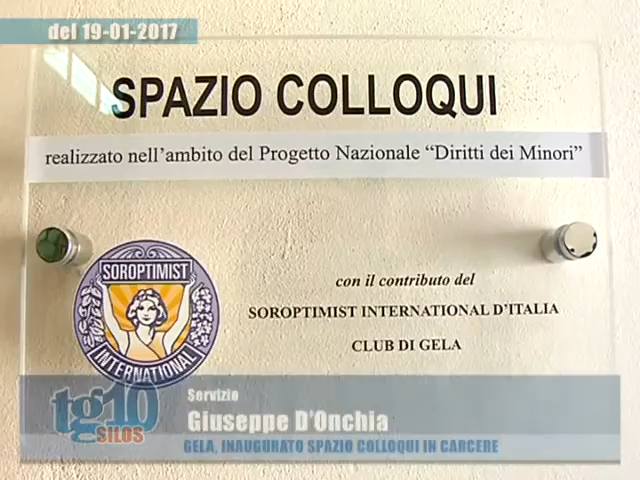 del 19-01-2017
SPAZIO COLLOQUI
realizzato nell'ambito del Progetto Nazionale “Diritti dei Minori”
SOROPTIMIST
INTERNATIONAL
con il contributo del
SOROPTIMIST INTERNATIONAL D'ITALIA
CLUB DI GELA
tg10
SILOS
Servizio
Giuseppe D'Onchia
GELA, INAUGURATO SPAZIO COLLOQUI IN CARCERE